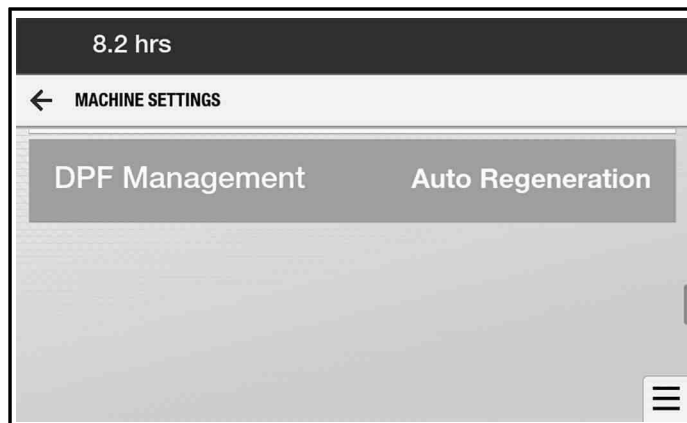 8.2 hrs
MACHINE SETTINGS
DPF Management Auto Regeneration